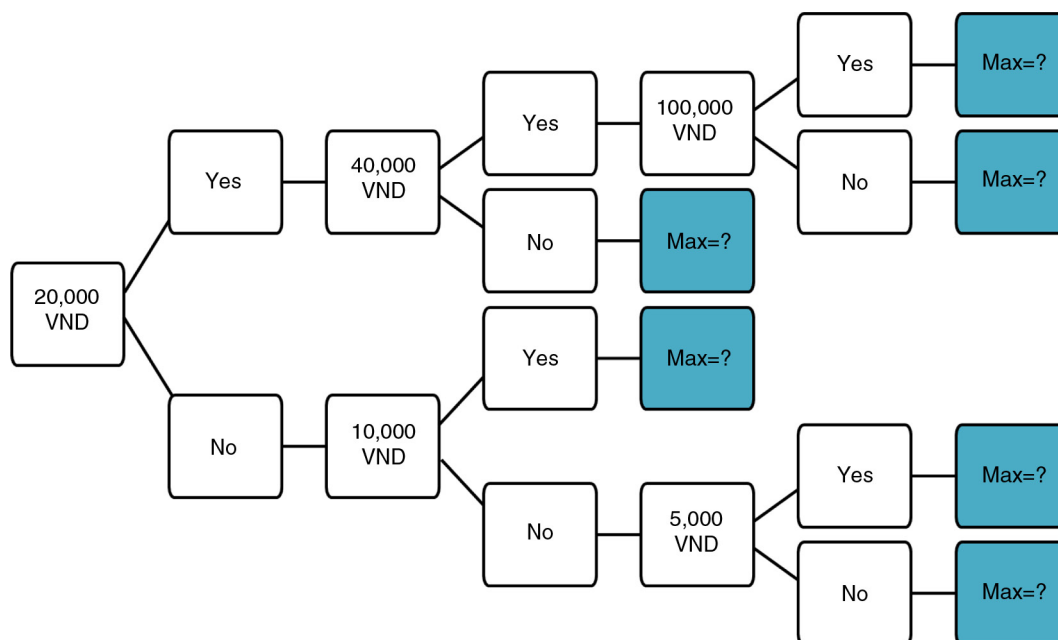 Yes
Max=?
100,000
VND
Yes
No
Max=?
40,000
VND
Yes
No
Max=?
20,000
VND
Yes
Max=?
No
10,000
VND
Yes
Max=?
No
5,000
VND
No
Max=?